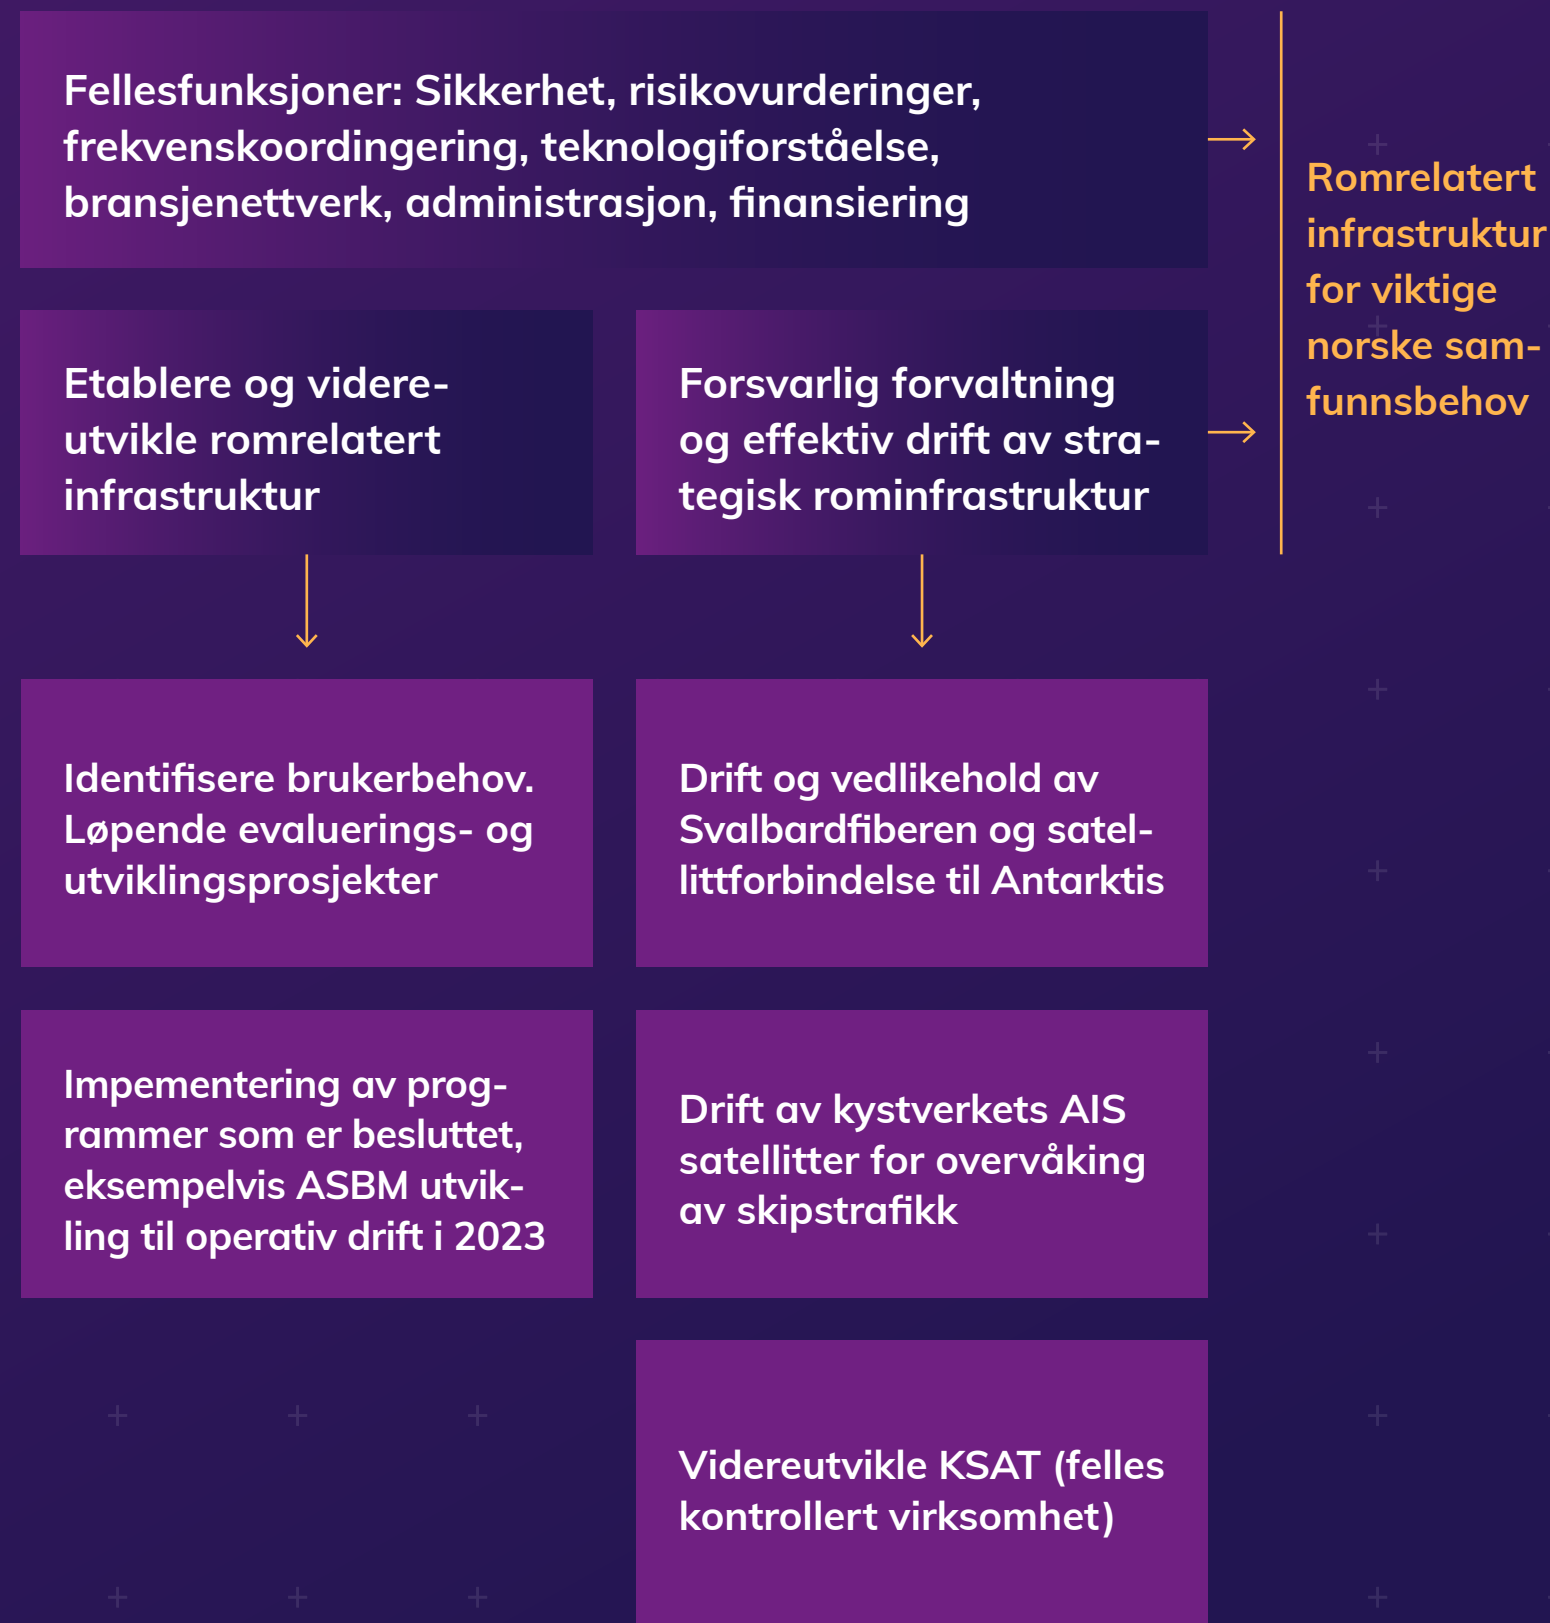 Fellesfunksjoner: Sikkerhet, risikovurderinger,
frekvenskoordingering, teknologiforståelse,
bransjenettverk, administrasjon, finansiering
Romrelatert
infrastruktur
for viktige
norske sam-
funnsbehov
Etablere og videre-
utvikle romrelatert
infrastruktur
Forsvarlig forvaltning
og effektiv drift av stra-
tegisk rominfrastruktur
Identifisere brukerbehov.
Løpende evaluerings- og
utviklingsprosjekter
Drift og vedlikehold av
Svalbardfiberen og satel-
littforbindelse til Antarktis
Impementering av prog-
rammer som er besluttet,
eksempelvis ASBM utvik-
ling til operativ drift i 2023
Drift av kystverkets AIS
satellitter for overvåking
av skipstrafikk
Videreutvikle KSAT (felles
kontrollert virksomhet)